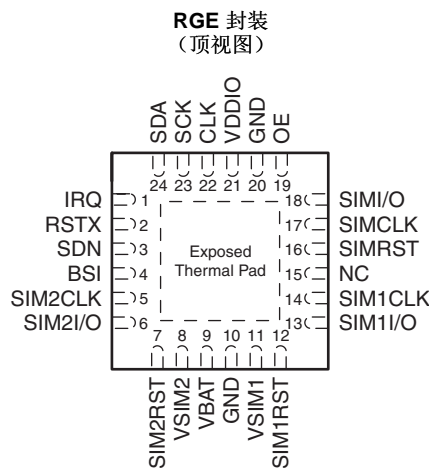 RGE 封装
(顶视图)
SDA
SCK
CLK
VDDIO
GND
OE
24 23 22 21 20 19
IRQ 1
RSTX 2
SDN 3
BSI 4
SIM2CLK 5
SIM2I/O 6
Exposed
Thermal Pad
18 SIMI/O
17 SIMCLK
16 SIMRST
15 NC
14 SIM1CLK
13 SIM1I/O
7 8 9 10 11 12
SIM2RST
VSIM2
VBAT
GND
VSIM1
SIM1RST